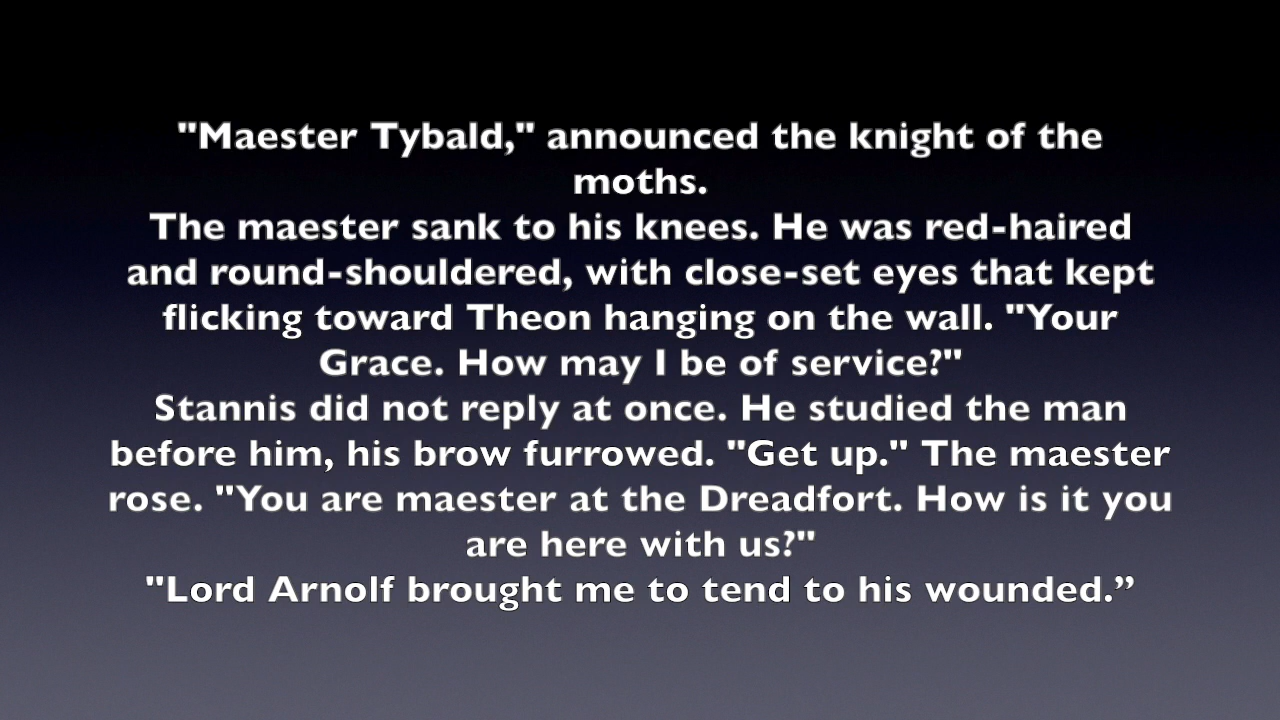 "Maester Tybald," announced the knight of the
moths.
The maester sank to his knees. He was red-haired
and round-shouldered, with close-set eyes that kept
flicking toward Theon hanging on the wall. "Your
Grace. How may I be of service?"
Stannis did not reply at once. He studied the man
before him, his brow furrowed. "Get up." The maester
rose. "You are maester at the Dreadfort. How is it you
are here with us?"
"Lord Arnolf brought me to tend to his wounded.”